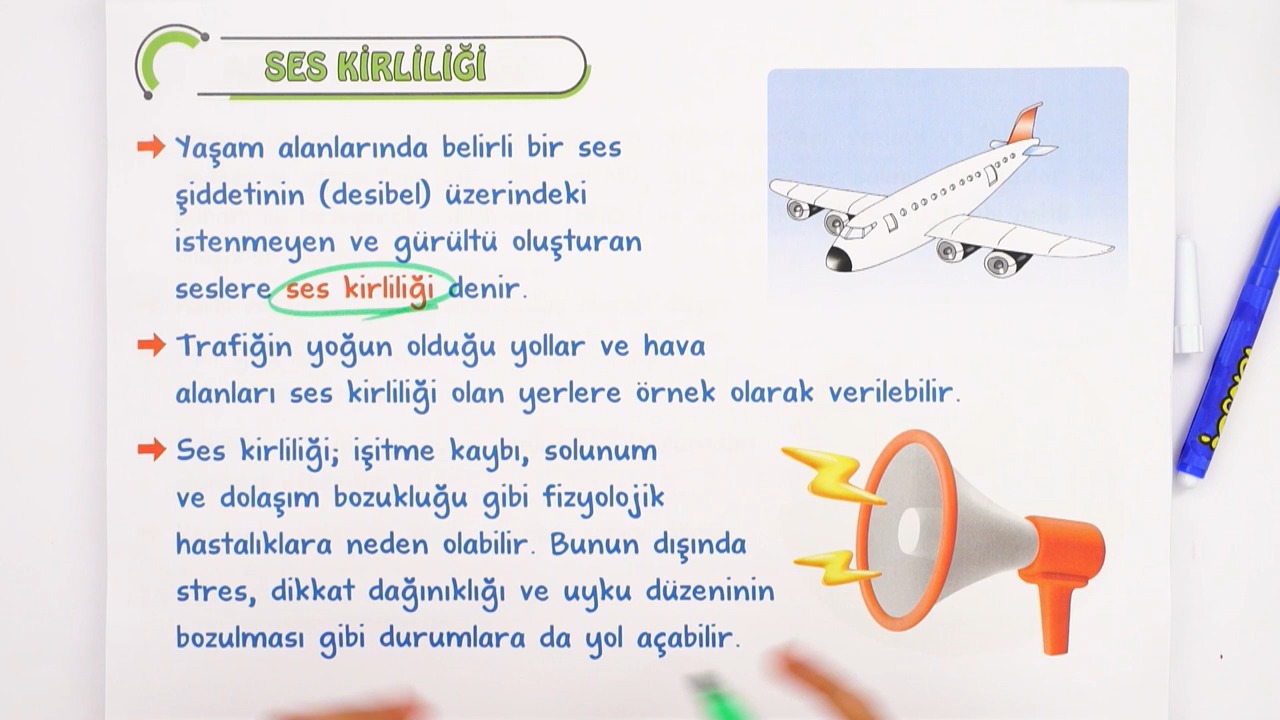 SES KİRLİLİĞİ
Yaşam alanlarında belirli bir ses
şiddetinin (desibel) üzerindeki
istenmeyen ve gürültü oluşturan
seslere ses kirliliği denir.
Trafiğin yoğun olduğu yollar ve hava
alanları ses kirliliği olan yerlere örnek olarak verilebilir.
Ses kirliliği; işitme kaybı, solunum
ve dolaşım bozukluğu gibi fizyolojik
hastalıklara neden olabilir. Bunun dışında
stres, dikkat dağınıklığı ve uyku düzeninin
bozulması gibi durumlara da yol açabilir.